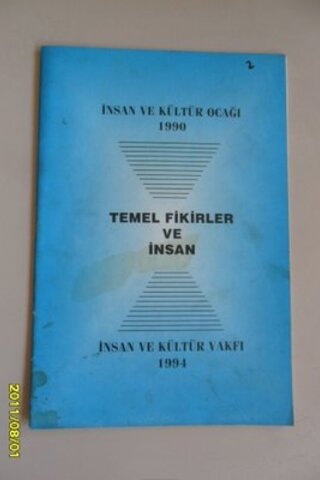 2
İNSAN VE KÜLTÜR OCAĞI
1990
TEMEL FİKİRLER
VE
İNSAN
İNSAN VE KÜLTÜR VAKFI
1994
2011/08/01